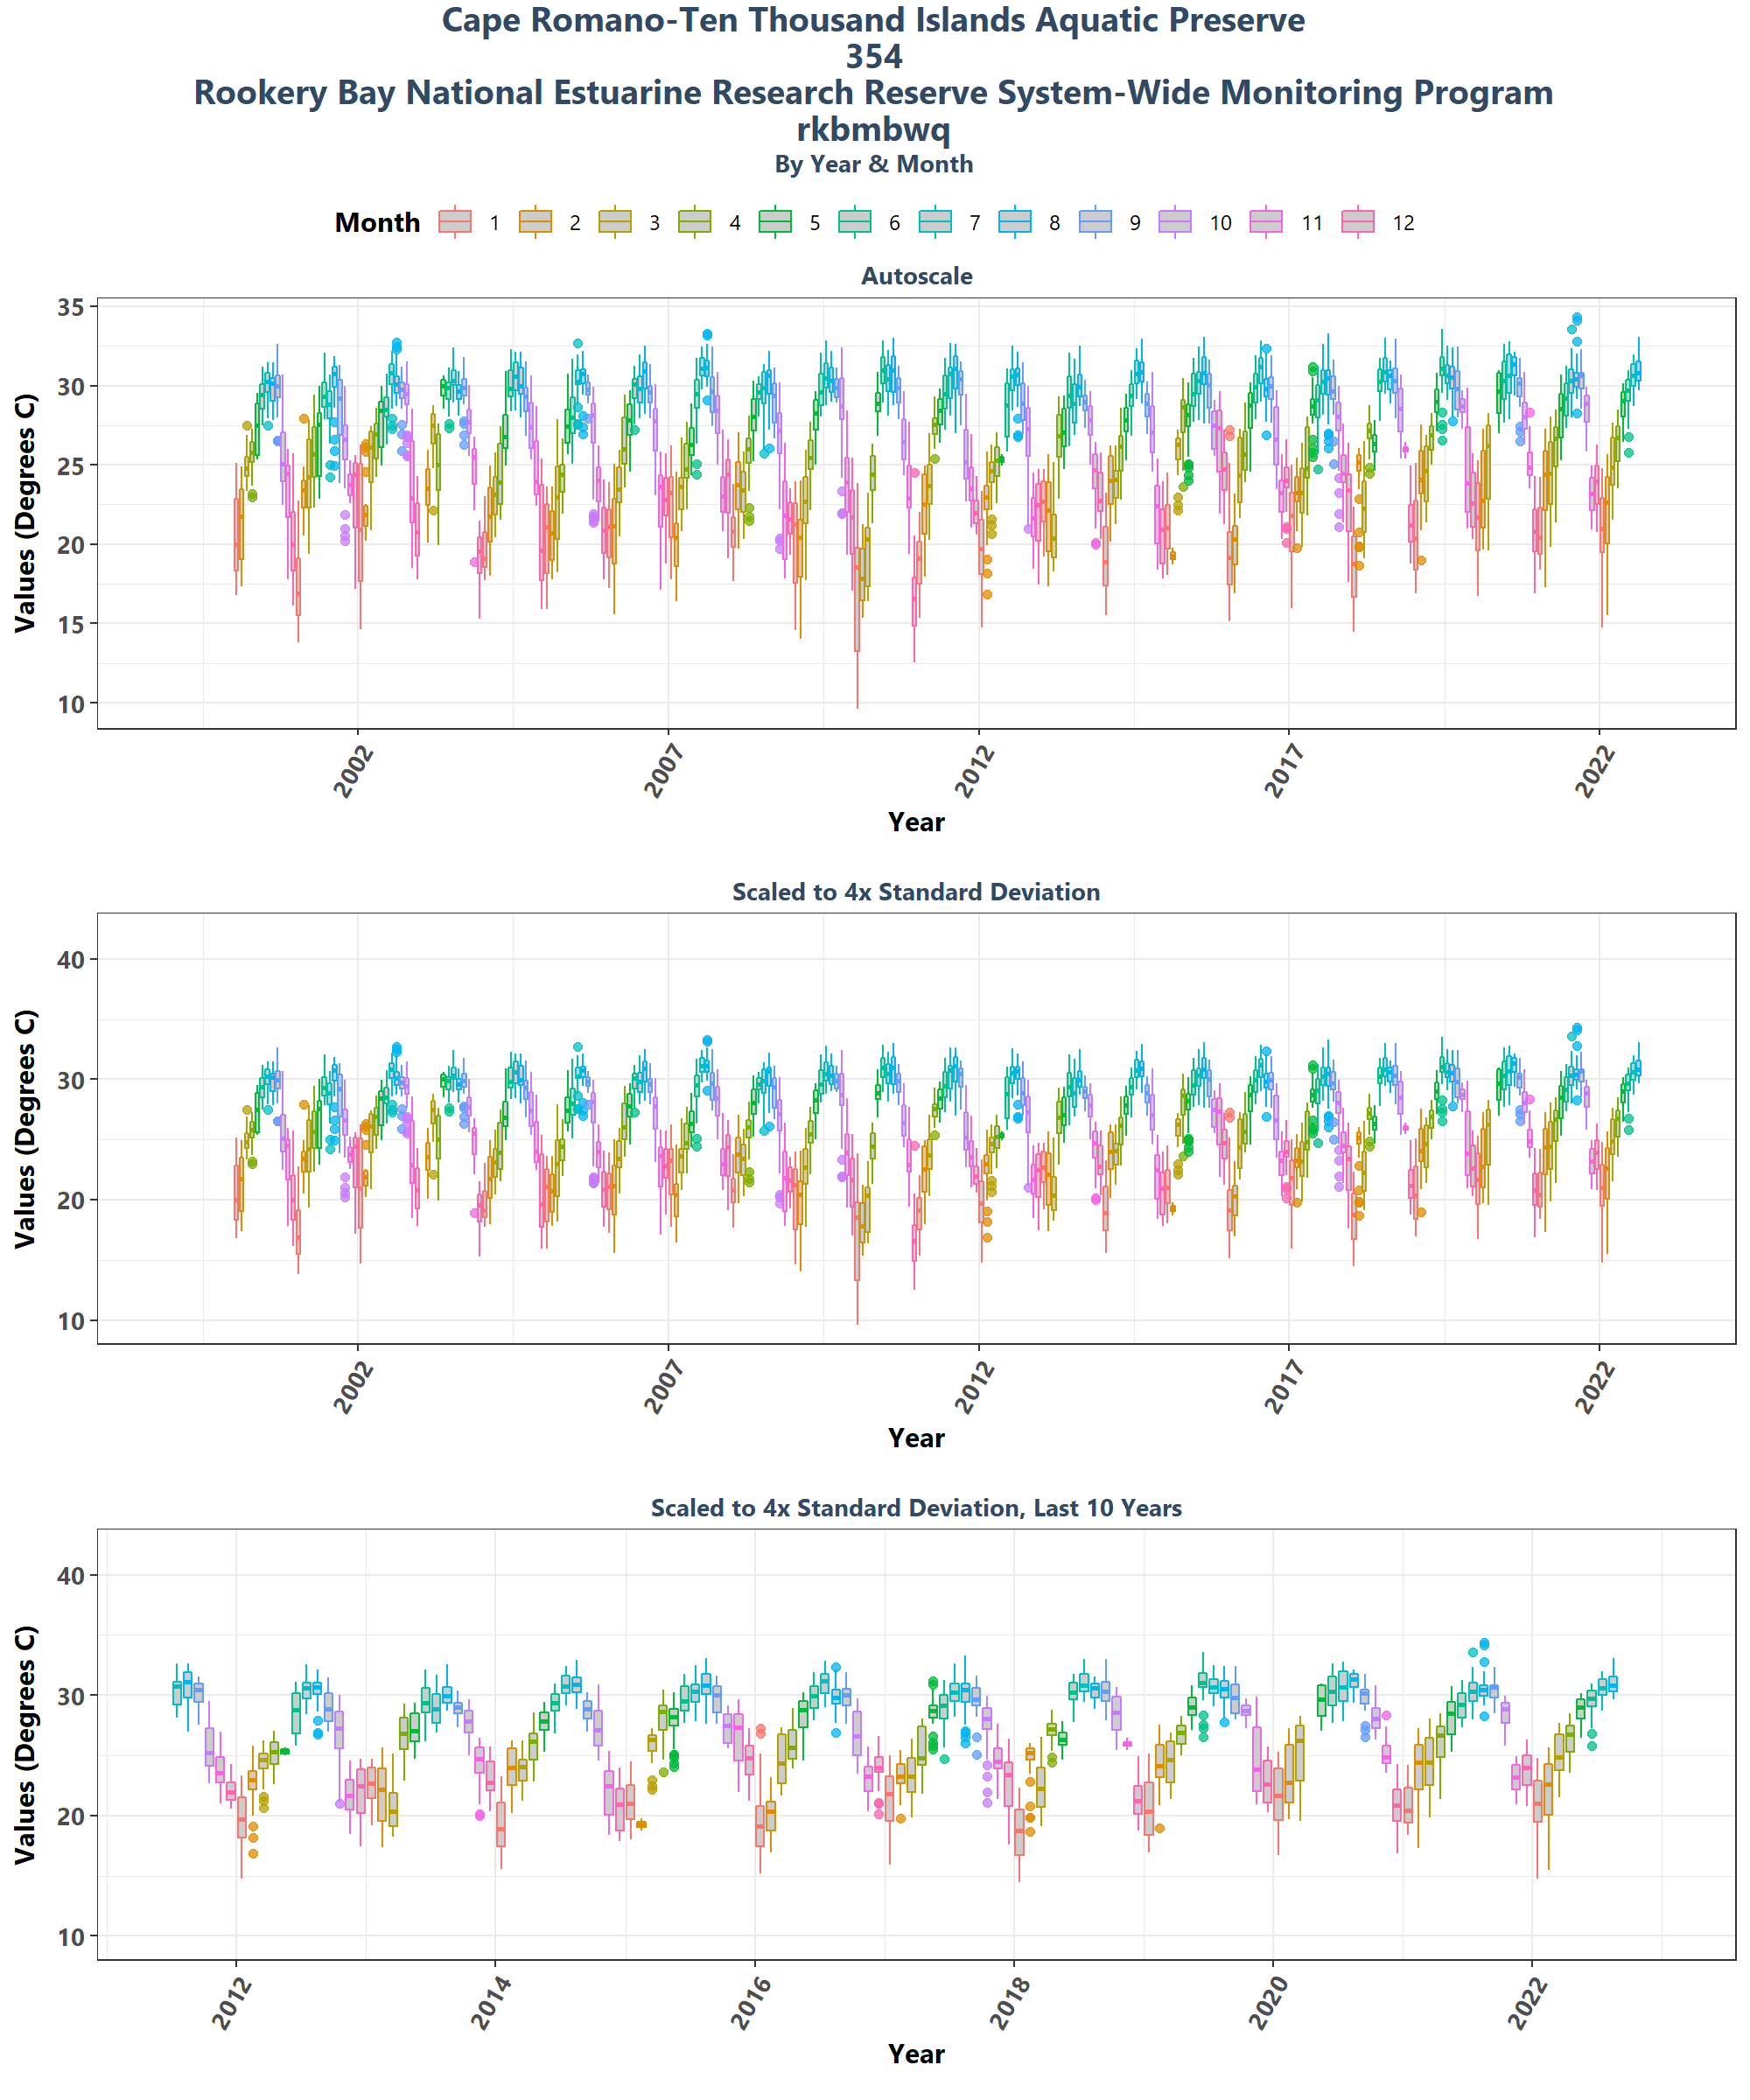 Cape Romano-Ten Thousand Islands Aquatic Preserve
354
Rookery Bay National Estuarine Research Reserve System-Wide Monitoring Program
rkbmbwq
By Year & Month
Month 1 2 3 4 5 6 7 8 9 10 11 12
Autoscale
Values (Degrees C)
35
30
25
20
15
10
2002 2007 2012 2017 2022
Year
Scaled to 4x Standard Deviation
Values (Degrees C)
40
30
20
10
2002 2007 2012 2017 2022
Year
Scaled to 4x Standard Deviation, Last 10 Years
Values (Degrees C)
40
30
20
10
2012 2014 2016 2018 2020 2022
Year